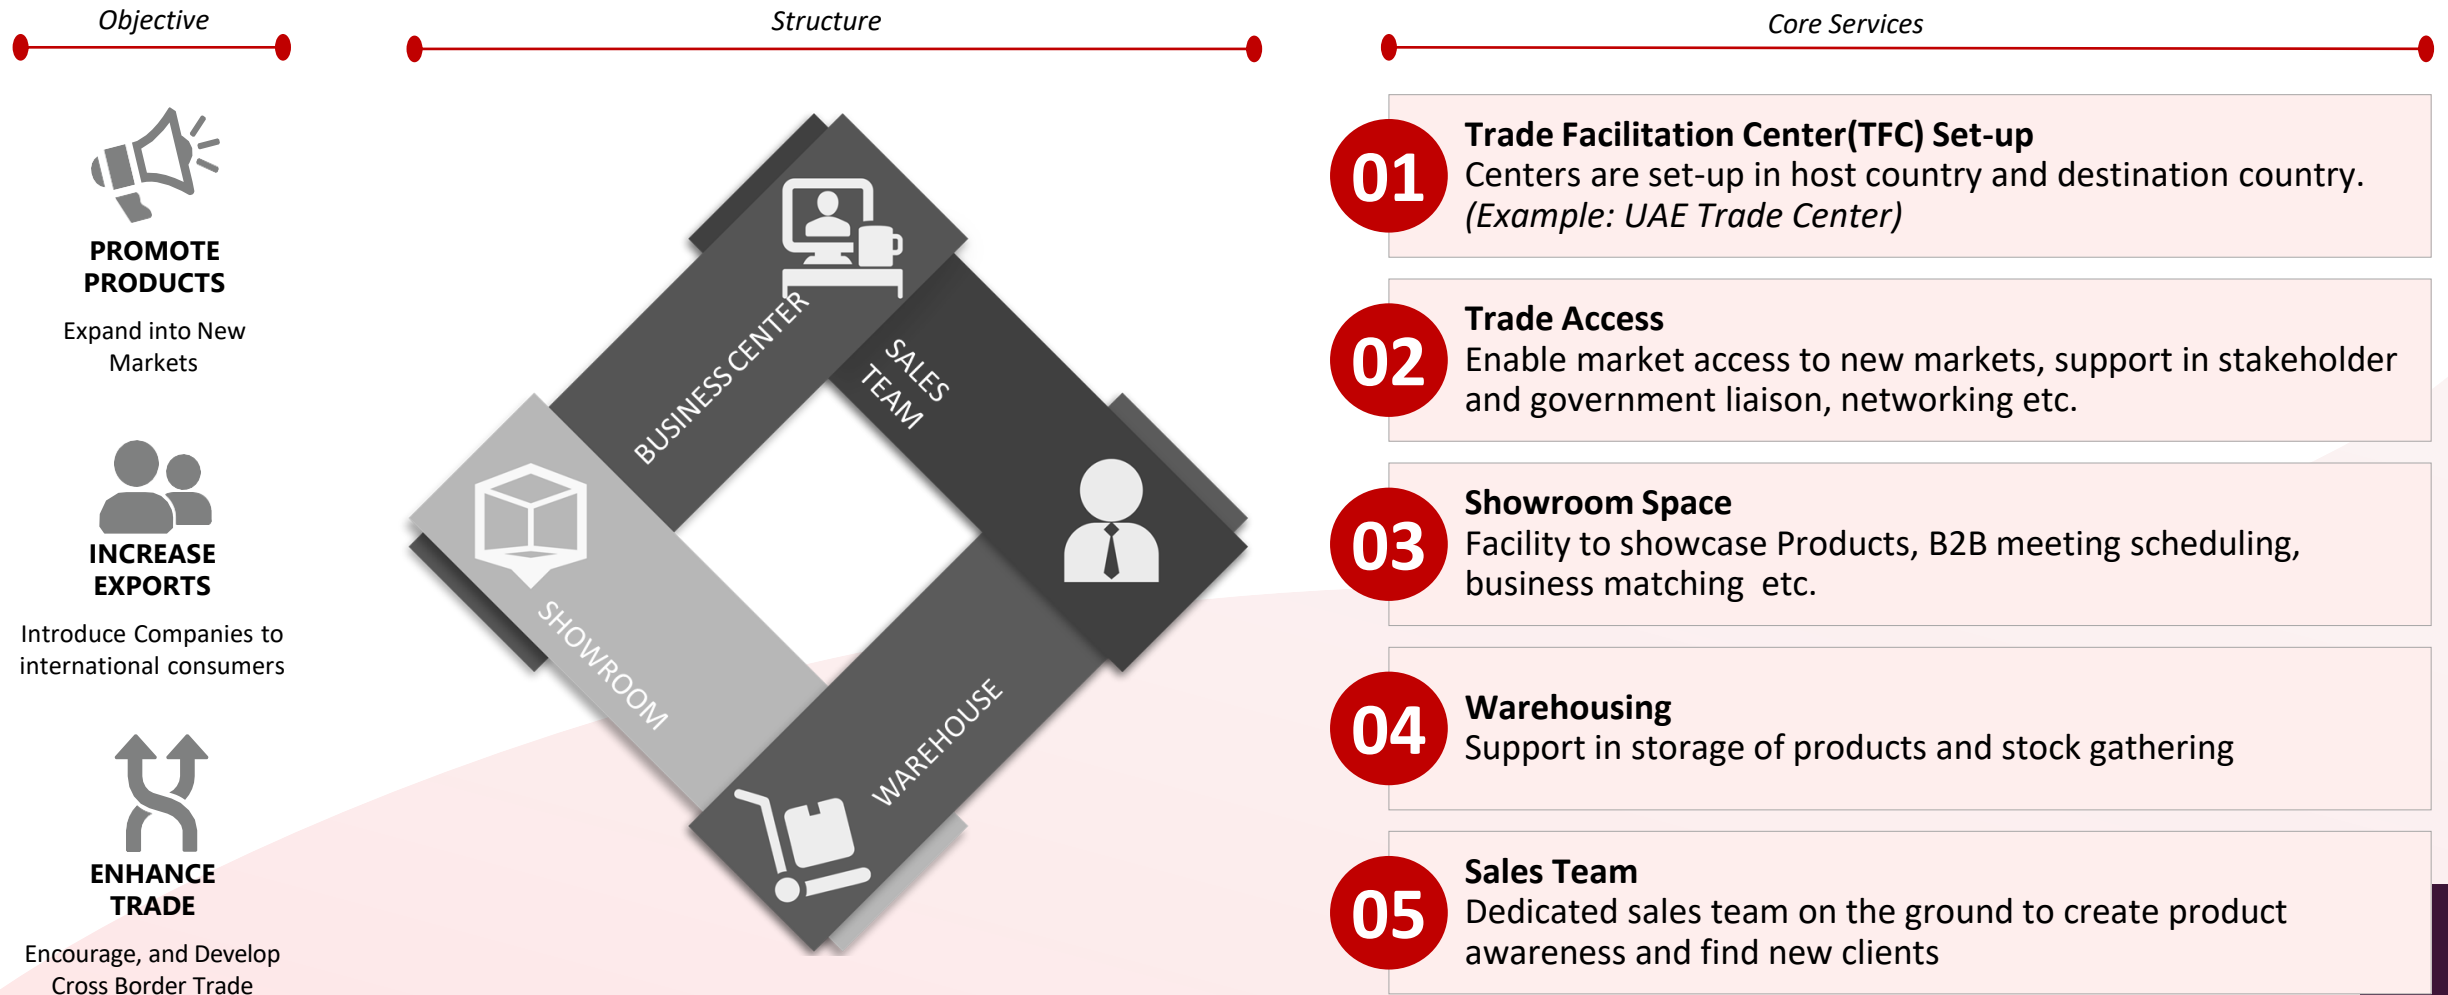 Objective
PROMOTE
PRODUCTS
Expand into New
Markets
INCREASE
EXPORTS
Introduce Companies to
international consumers
ENHANCE
TRADE
Encourage, and Develop
Cross Border Trade
Structure
BUSINESS CENTER
SALES
TEAM
SHOWROOM
WAREHOUSE
Core Services
01
Trade Facilitation Center(TFC) Set-up
Centers are set-up in host country and destination country.
(Example: UAE Trade Center)
02
Trade Access
Enable market access to new markets, support in stakeholder
and government liaison, networking etc.
03
Showroom Space
Facility to showcase Products, B2B meeting scheduling,
business matching  etc.
04
Warehousing
Support in storage of products and stock gathering
05
Sales Team
Dedicated sales team on the ground to create product
awareness and find new clients